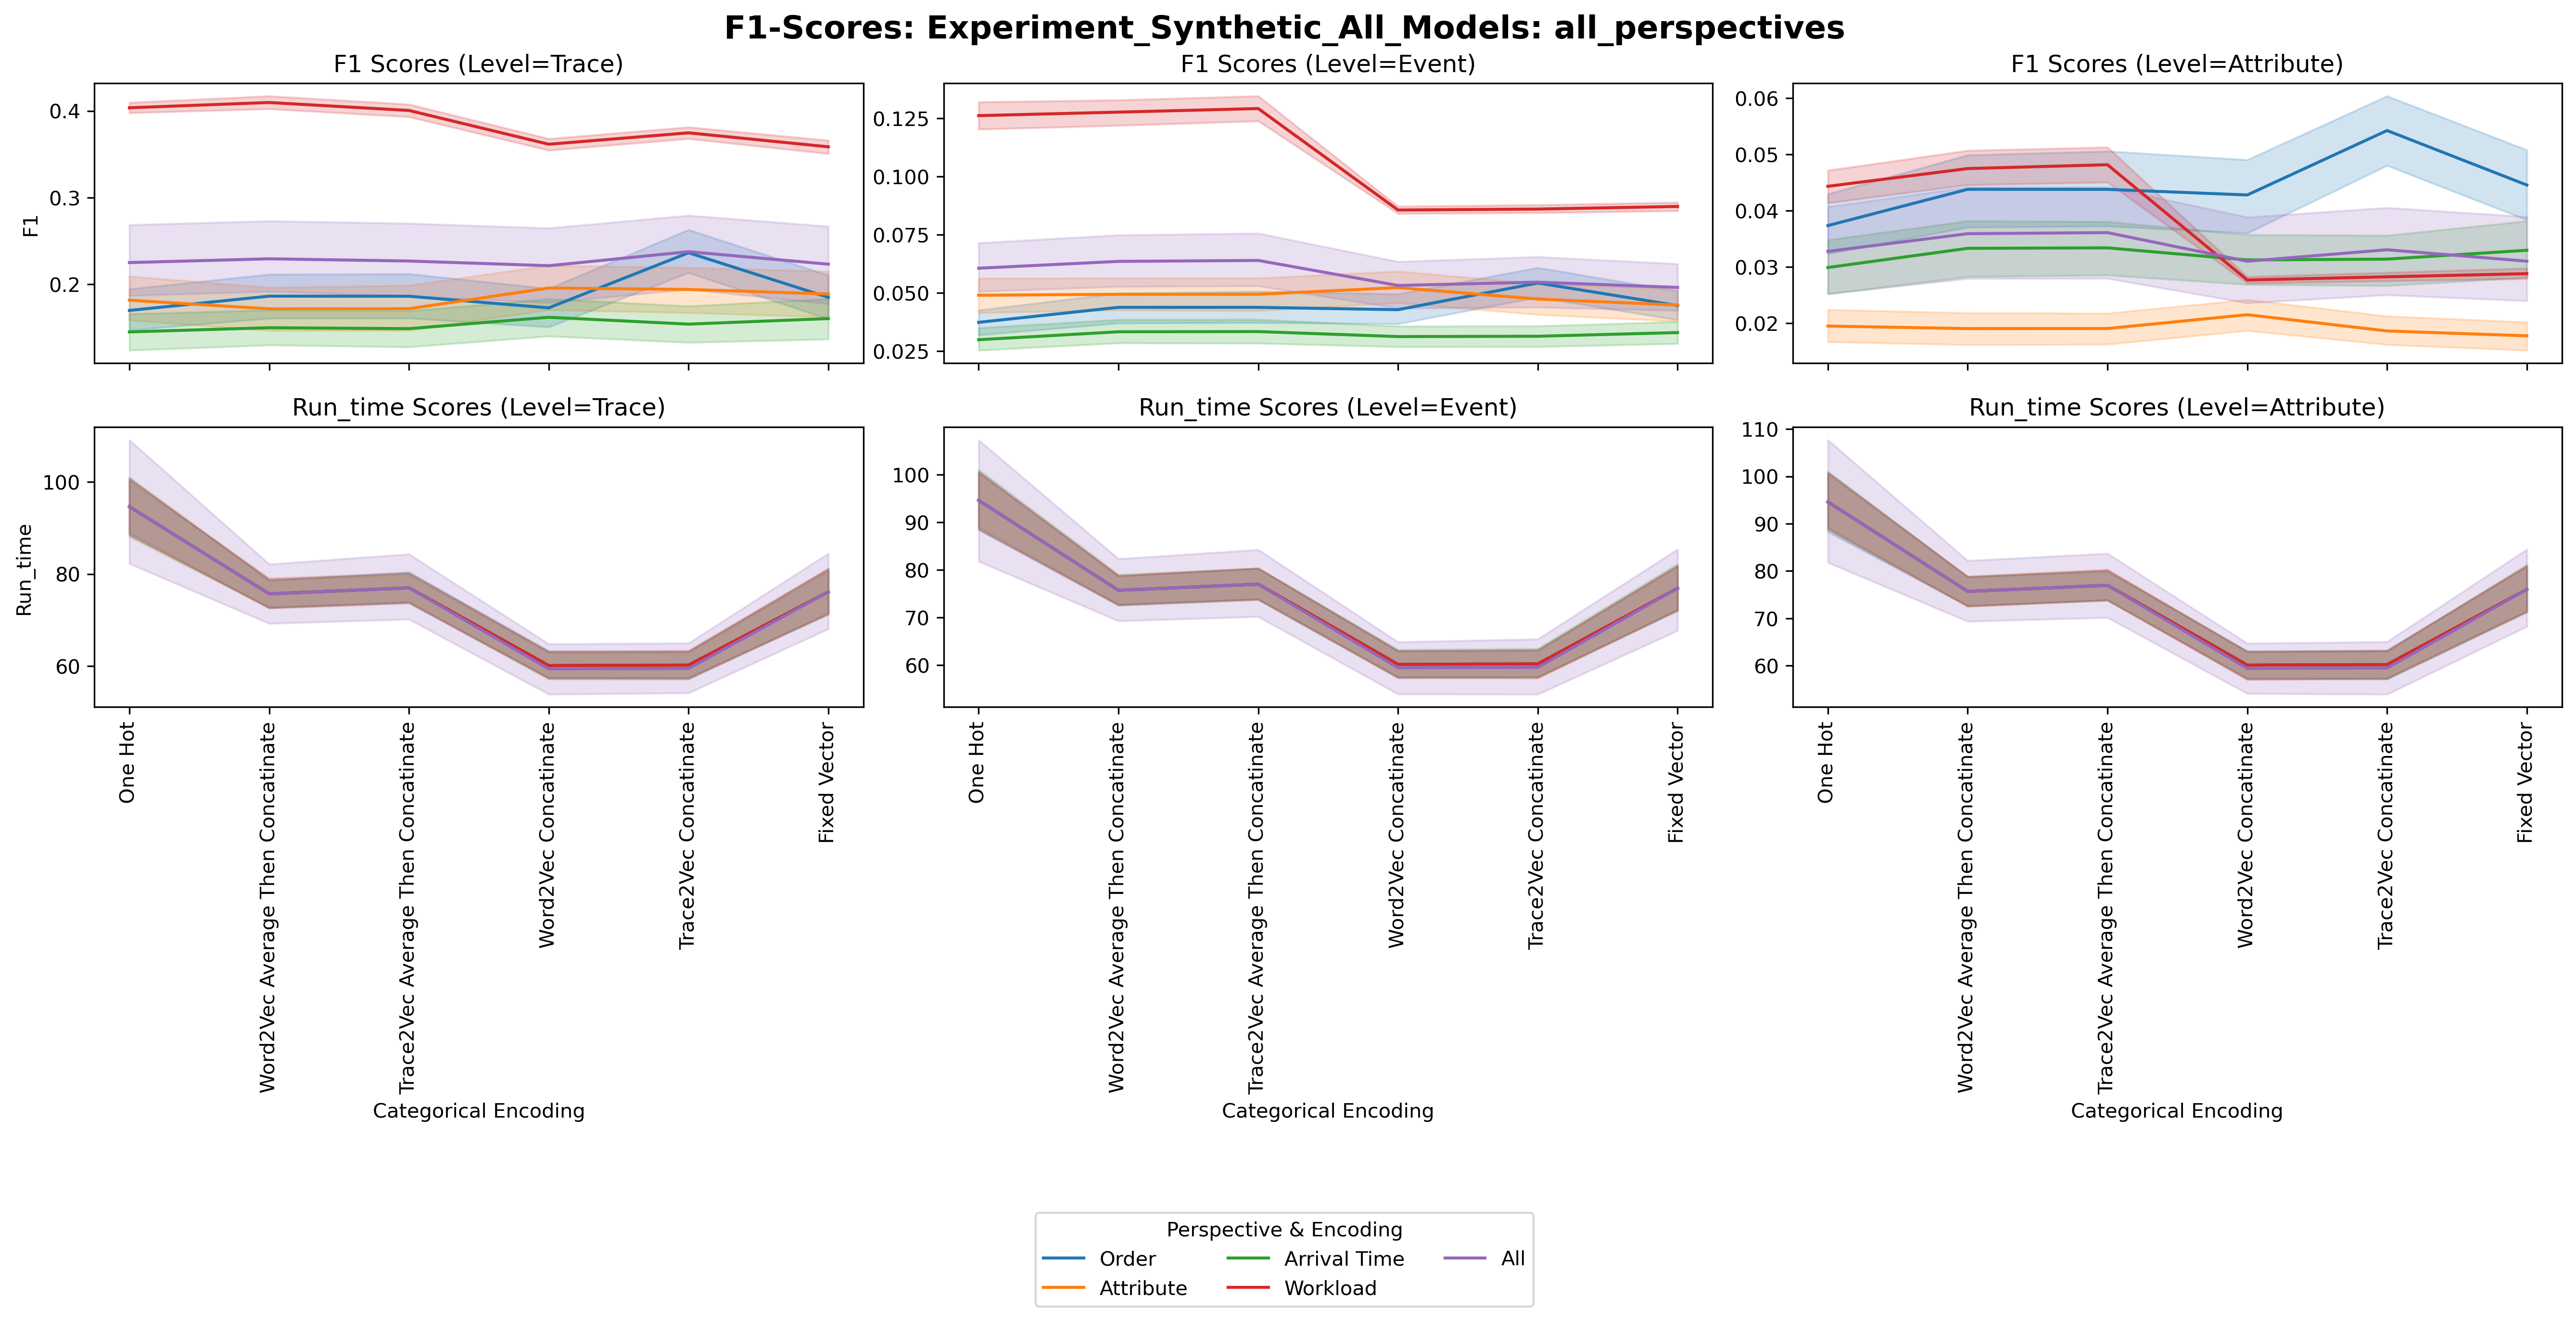 F1-Scores: Experiment_Synthetic_All_Models: all_perspectives
F1 Scores (Level=Trace)
F1 Scores (Level=Event)
F1 Scores (Level=Attribute)
F1
0.4
0.3
0.2
0.125
0.100
0.075
0.050
0.025
0.06
0.05
0.04
0.03
0.02
Run_time Scores (Level=Trace)
Run_time Scores (Level=Event)
Run_time Scores (Level=Attribute)
Run_time
100
80
60
100
90
80
70
60
110
100
90
80
70
60
One Hot
Word2Vec Average Then Concatinate
Trace2Vec Average Then Concatinate
Word2Vec Concatinate
Trace2Vec Concatinate
Fixed Vector
One Hot
Word2Vec Average Then Concatinate
Trace2Vec Average Then Concatinate
Word2Vec Concatinate
Trace2Vec Concatinate
Fixed Vector
One Hot
Word2Vec Average Then Concatinate
Trace2Vec Average Then Concatinate
Word2Vec Concatinate
Trace2Vec Concatinate
Fixed Vector
Categorical Encoding
Categorical Encoding
Categorical Encoding
Perspective & Encoding
Order
Attribute
Arrival Time
Workload
All